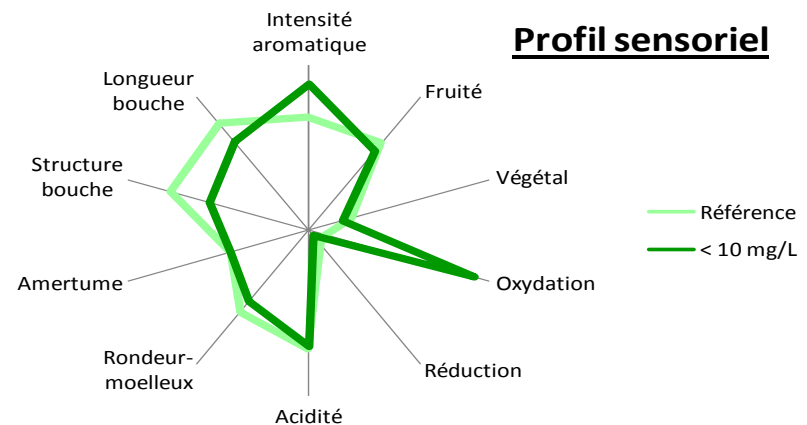 Profil sensoriel
Intensité
aromatique
Fruité
Végétal
Oxydation
Réduction
Acidité
Rondeur-
moelleux
Amertume
Structure
bouche
Longueur
bouche
Référence
< 10 mg/L